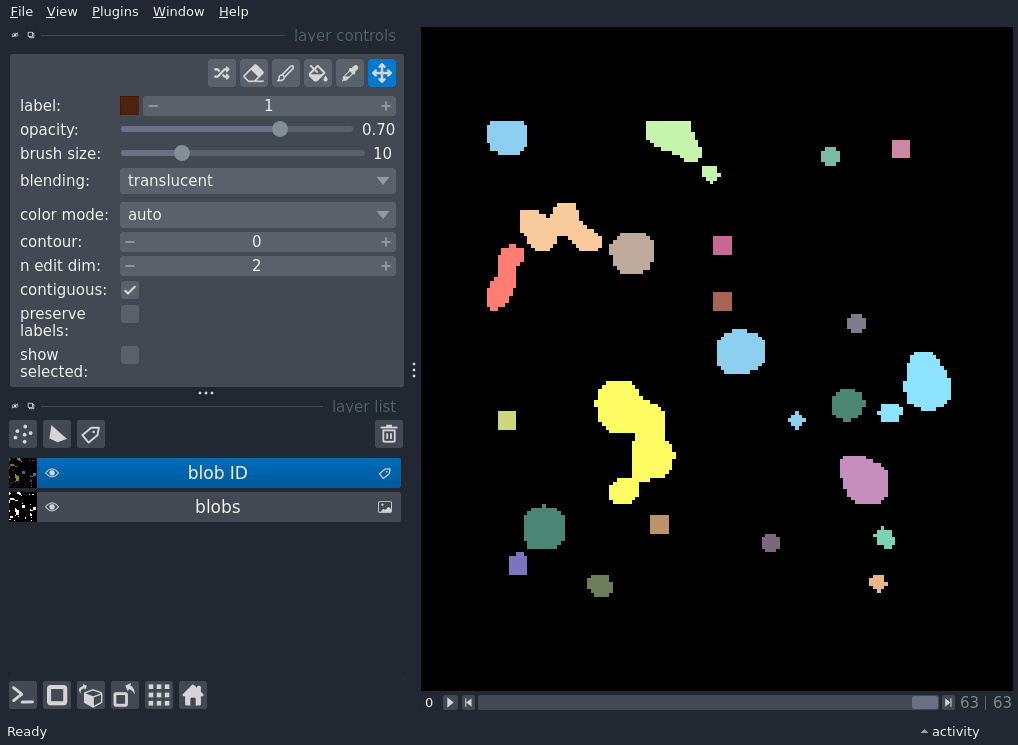 File View Plugins Window Help
layer controls
label: 1
opacity: 0.70
brush size: 10
blending: translucent
color mode: auto
contour: 0
n edit dim: 2
contiguous:
preserve
labels:
show
selected:
layer list
blob ID
blobs
0 63 | 63
Ready activity